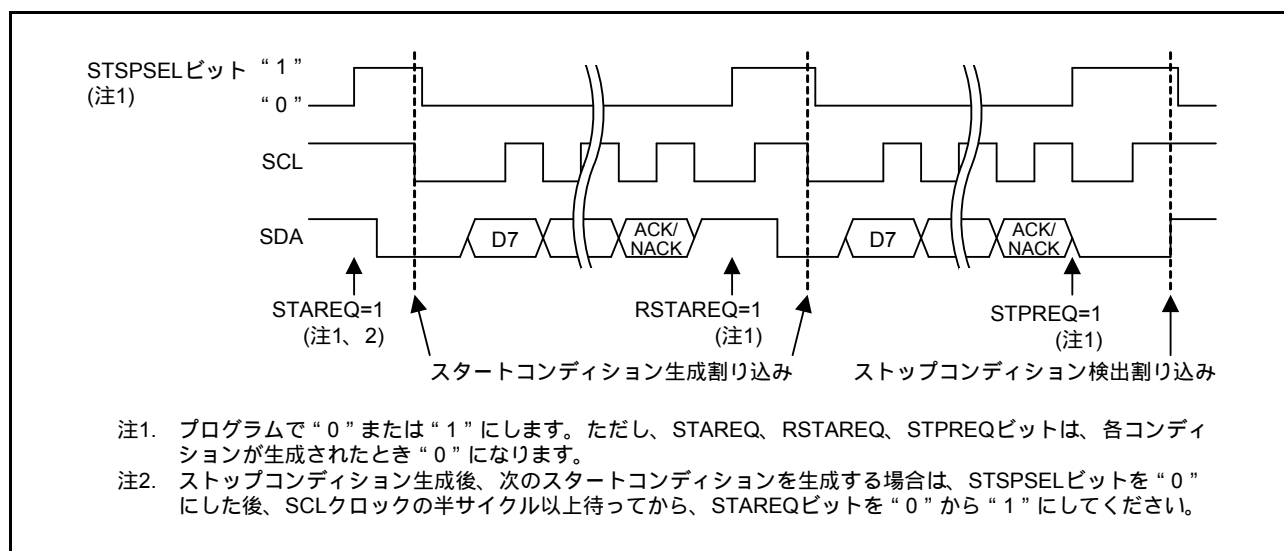 STSPSELビット “ 1 ”
(注1) “ 0 ”
SCL
SDA D7 ACK/ D7 ACK/
NACK NACK
STAREQ=1 RSTAREQ=1 STPREQ=1
(注1、2) (注1) (注1)
スタートコンディション生成割り込み ストップコンディション検出割り込み
注1. プログラムで “ 0 ” または “ 1 ” にします。ただし、STAREQ、RSTAREQ、STPREQビットは、各コンディ
ションが生成されたとき “ 0 ” になります。
注2. ストップコンディション生成後、次のスタートコンディションを生成する場合は、STSPSELビットを “ 0 ”
にした後、SCLクロックの半サイクル以上待ってから、STAREQビットを “ 0 ” から “ 1 ” にしてください。